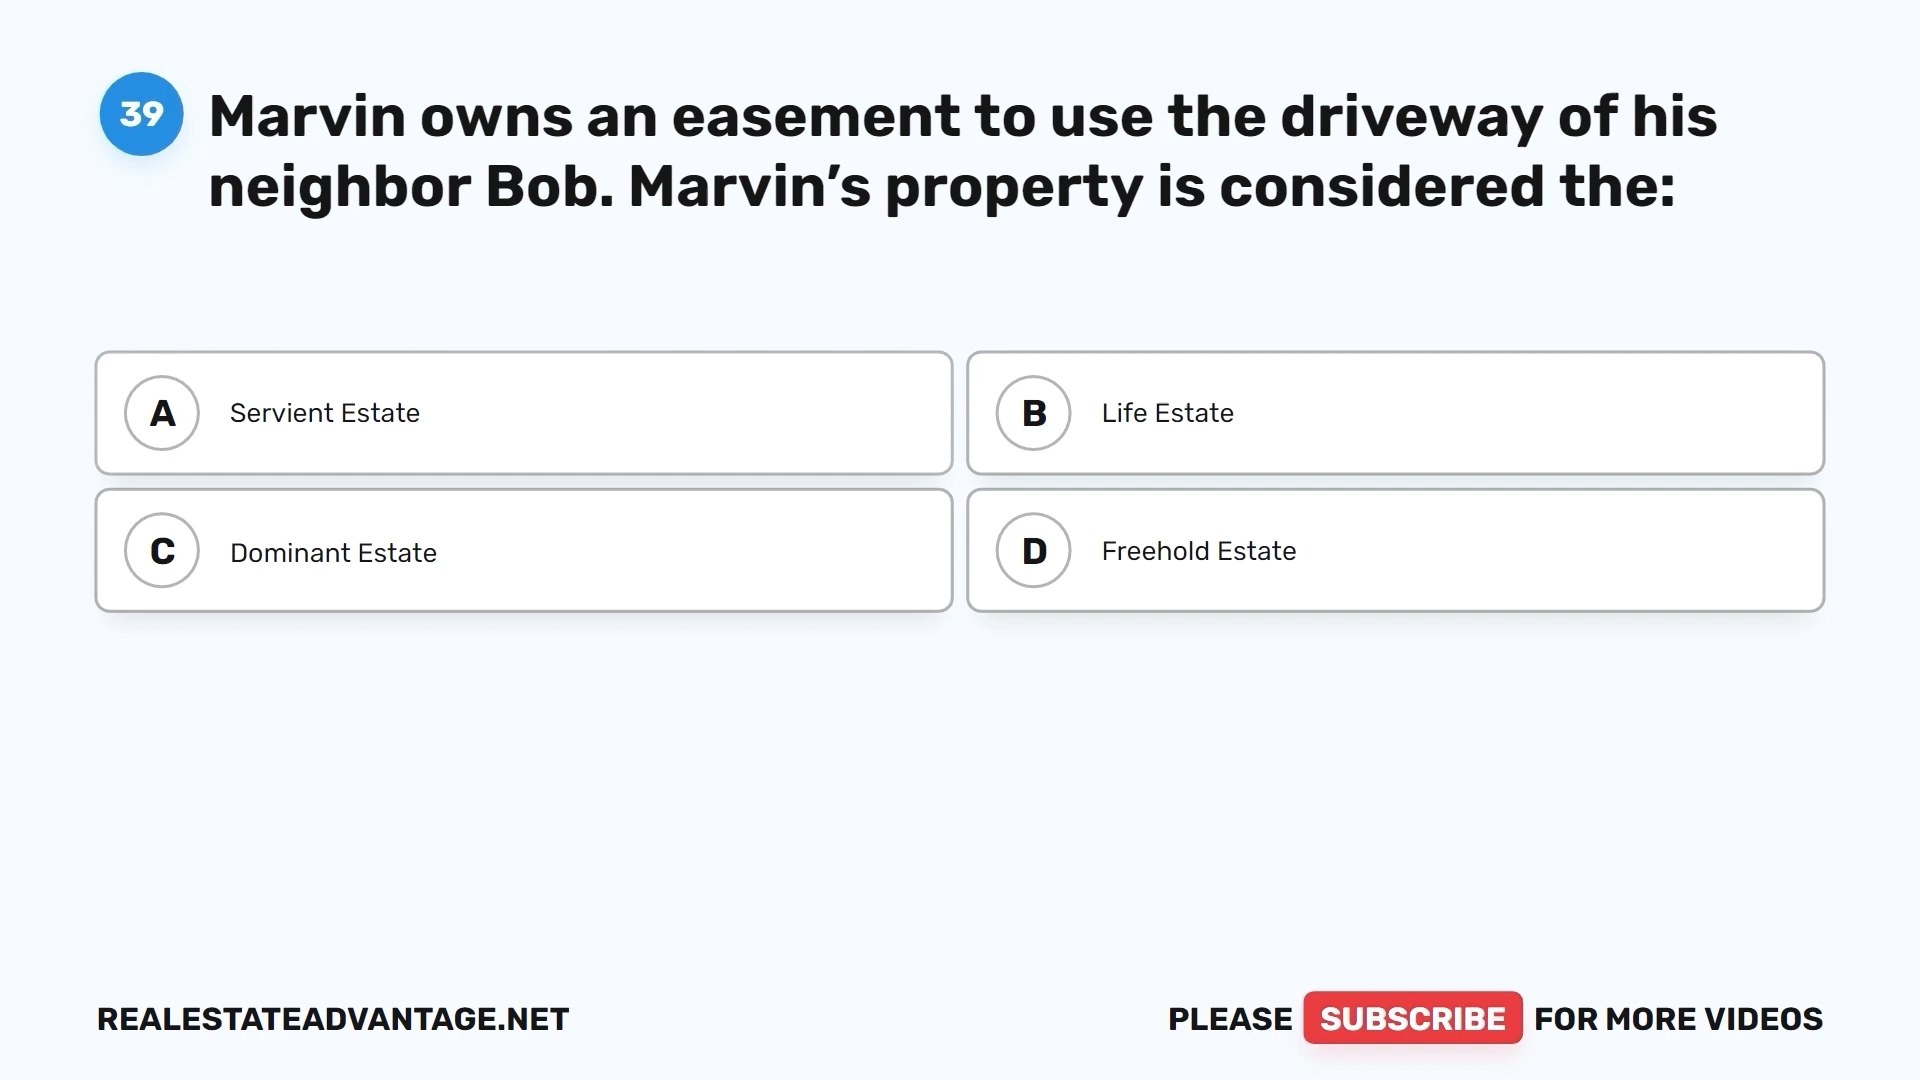 39
Marvin owns an easement to use the driveway of his
neighbor Bob. Marvin’s property is considered the:
A Servient Estate
B Life Estate
C Dominant Estate
D Freehold Estate
REALESTATEADVANTAGE.NET
PLEASE SUBSCRIBE FOR MORE VIDEOS